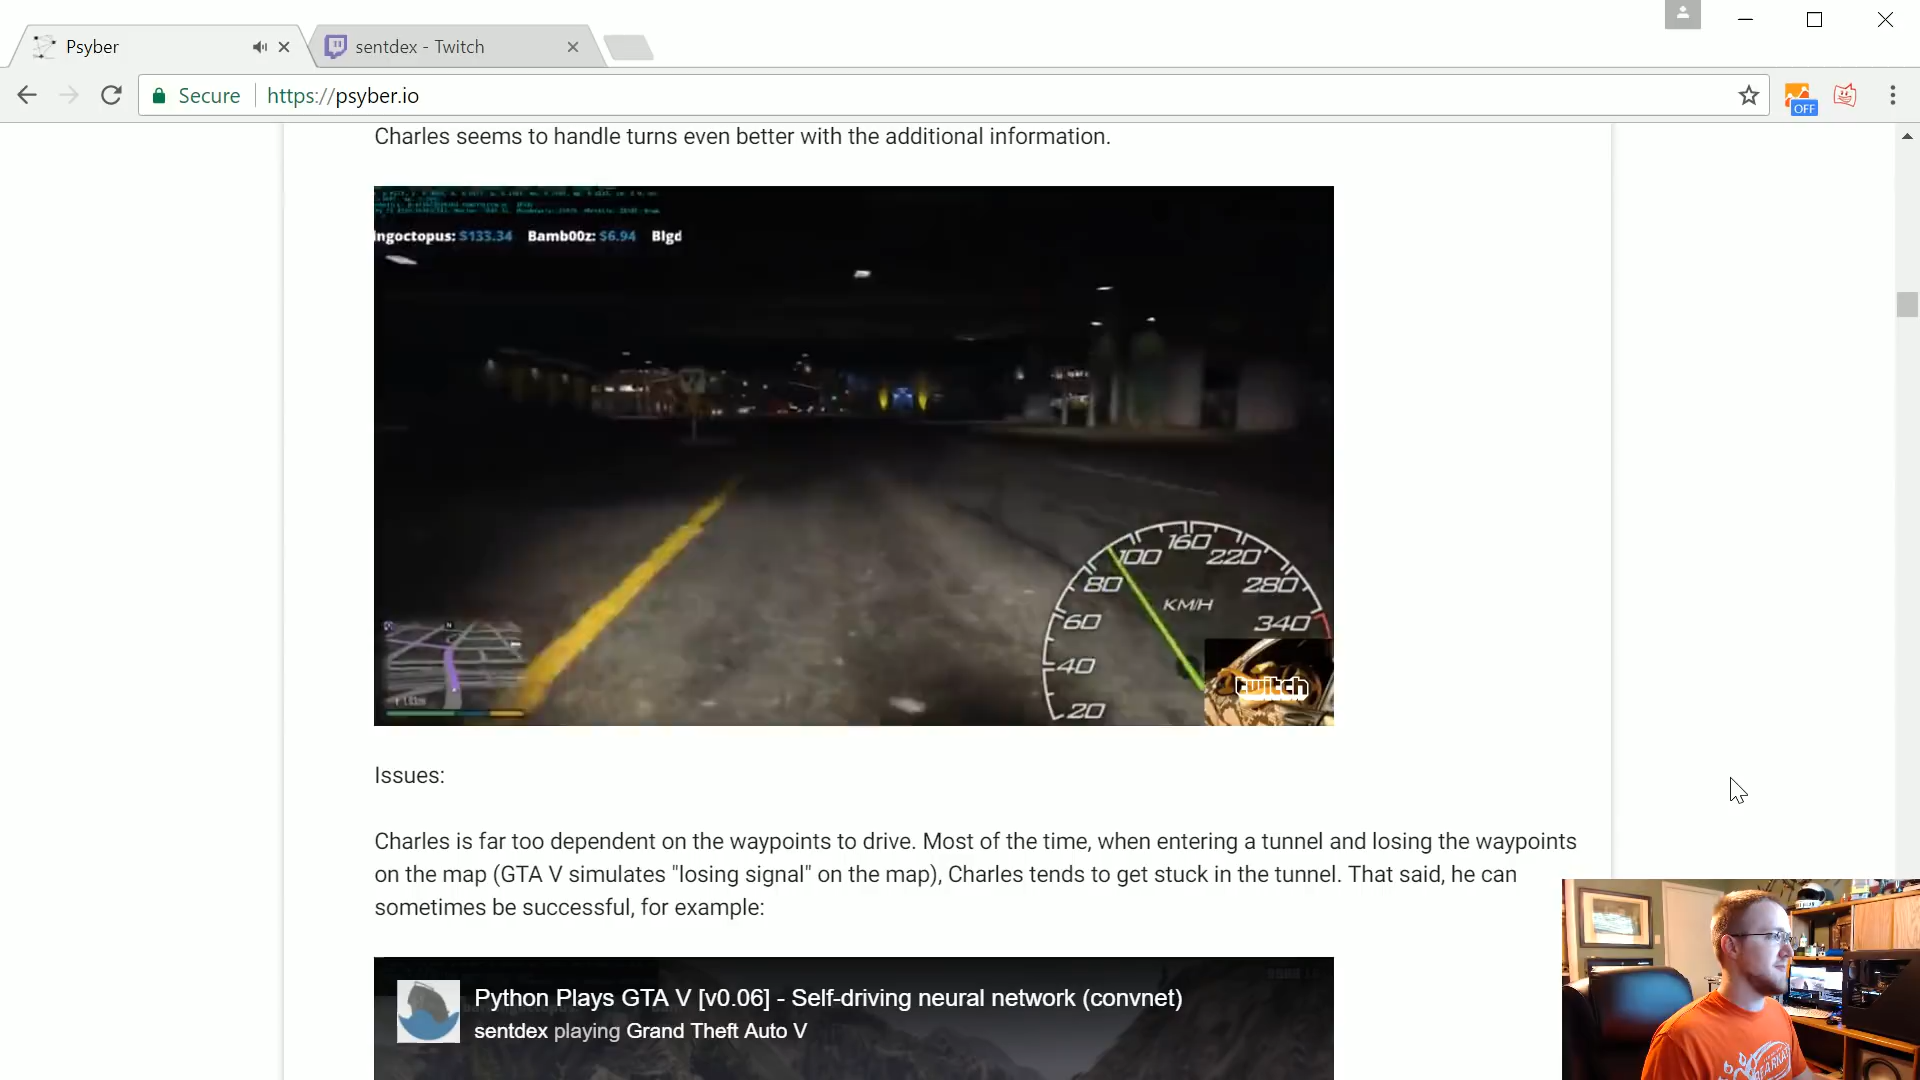 Psyber
sentdex - Twitch
Secure
https://psyber.io
OFF
Charles seems to handle turns even better with the additional information.
ingoctopus: $133.34 Bamb00z: $6.94 Blgd
100 160 220
80 280
KM/H
60 340
40
20
N
twitch
Issues:
Charles is far too dependent on the waypoints to drive. Most of the time, when entering a tunnel and losing the waypoints
on the map (GTA V simulates "losing signal" on the map), Charles tends to get stuck in the tunnel. That said, he can
sometimes be successful, for example:
Python Plays GTA V [v0.06] - Self-driving neural network (convnet)
sentdex playing Grand Theft Auto V